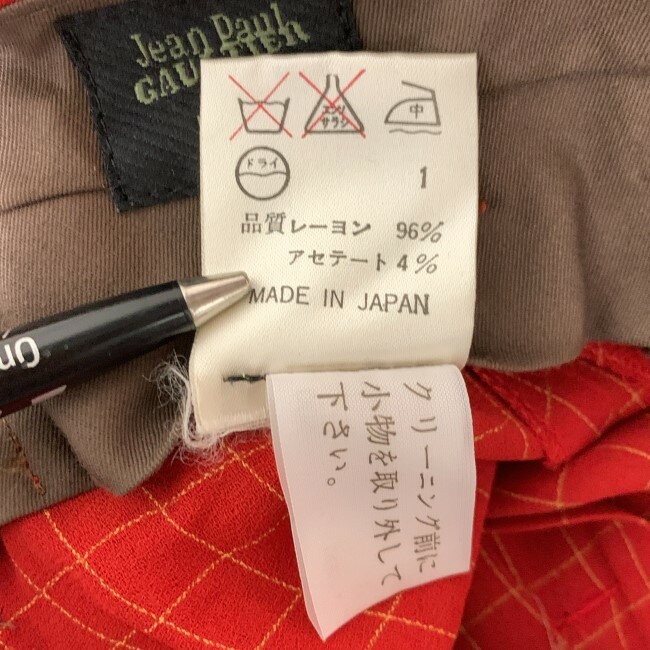 Jean Paul
GAULTIER
エンソ
サラシ
中
ドライ
1
品質 レーヨン 96%
アセテート 4%
MADE IN JAPAN
クリーニング前に
小物を取り外して
下さい。
On